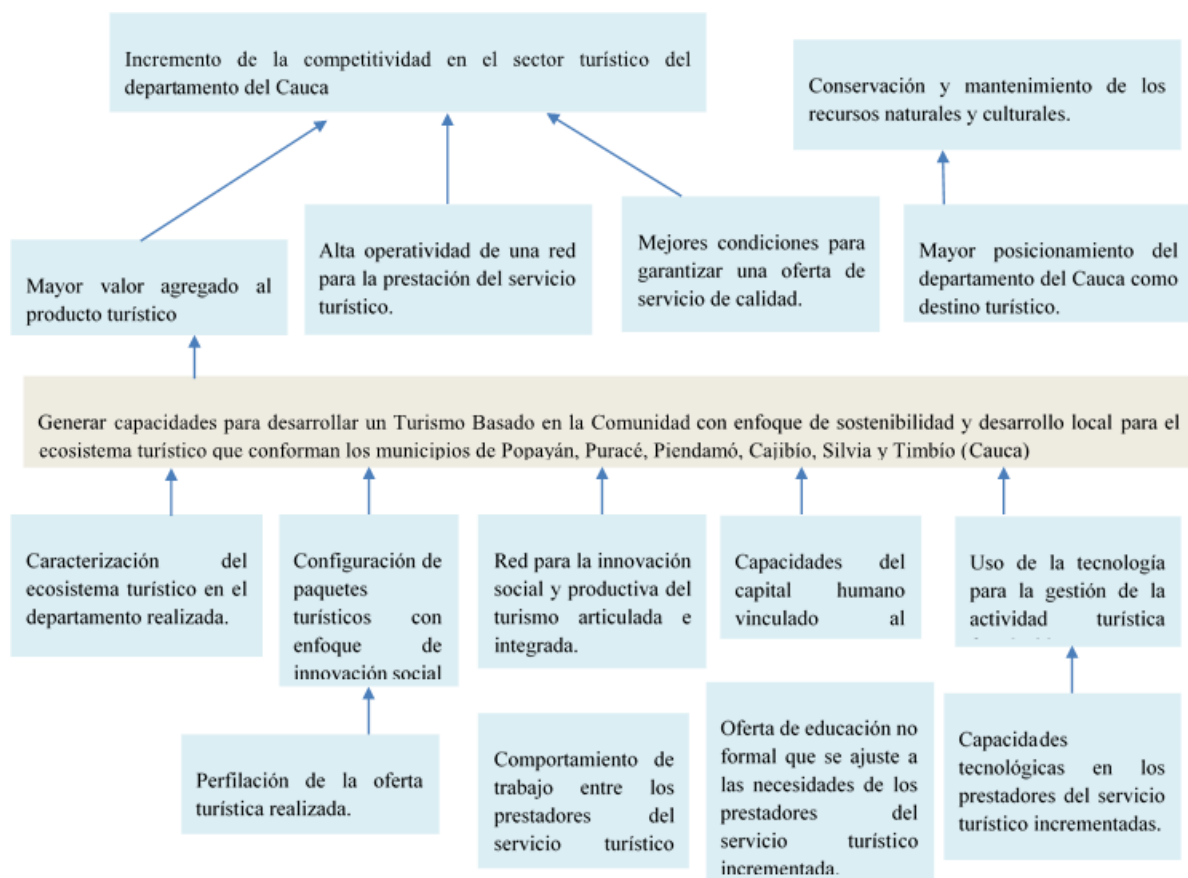 Incremento de la competitividad en el sector turístico del
departamento del Cauca
Conservación y mantenimiento de los
recursos naturales y culturales.
Mayor valor agregado al
producto turístico
Alta operatividad de una red
para la prestación del servicio
turístico.
Mejores condiciones para
garantizar una oferta de
servicio de calidad.
Mayor posicionamiento del
departamento del Cauca como
destino turístico.
Generar capacidades para desarrollar un Turismo Basado en la Comunidad con enfoque de sostenibilidad y desarrollo local para el
ecosistema turístico que conforman los municipios de Popayán, Puracé, Piendamó, Cajibío, Silvia y Timbío (Cauca)
Caracterización del
ecosistema turístico en el
departamento realizada.
Configuración de
paquetes
turísticos con
enfoque de
innovación social
Red para la innovación
social y productiva del
turismo articulada e
integrada.
Capacidades del
capital humano
vinculado al
Uso de la tecnología
para la gestión de la
actividad turística
Perfilación de la oferta
turística realizada.
Comportamiento de
trabajo entre los
prestadores del
servicio turístico
Oferta de educación no
formal que se ajuste a
las necesidades de los
prestadores del
servicio turístico
incrementada.
Capacidades
tecnológicas en los
prestadores del servicio
turístico incrementadas.